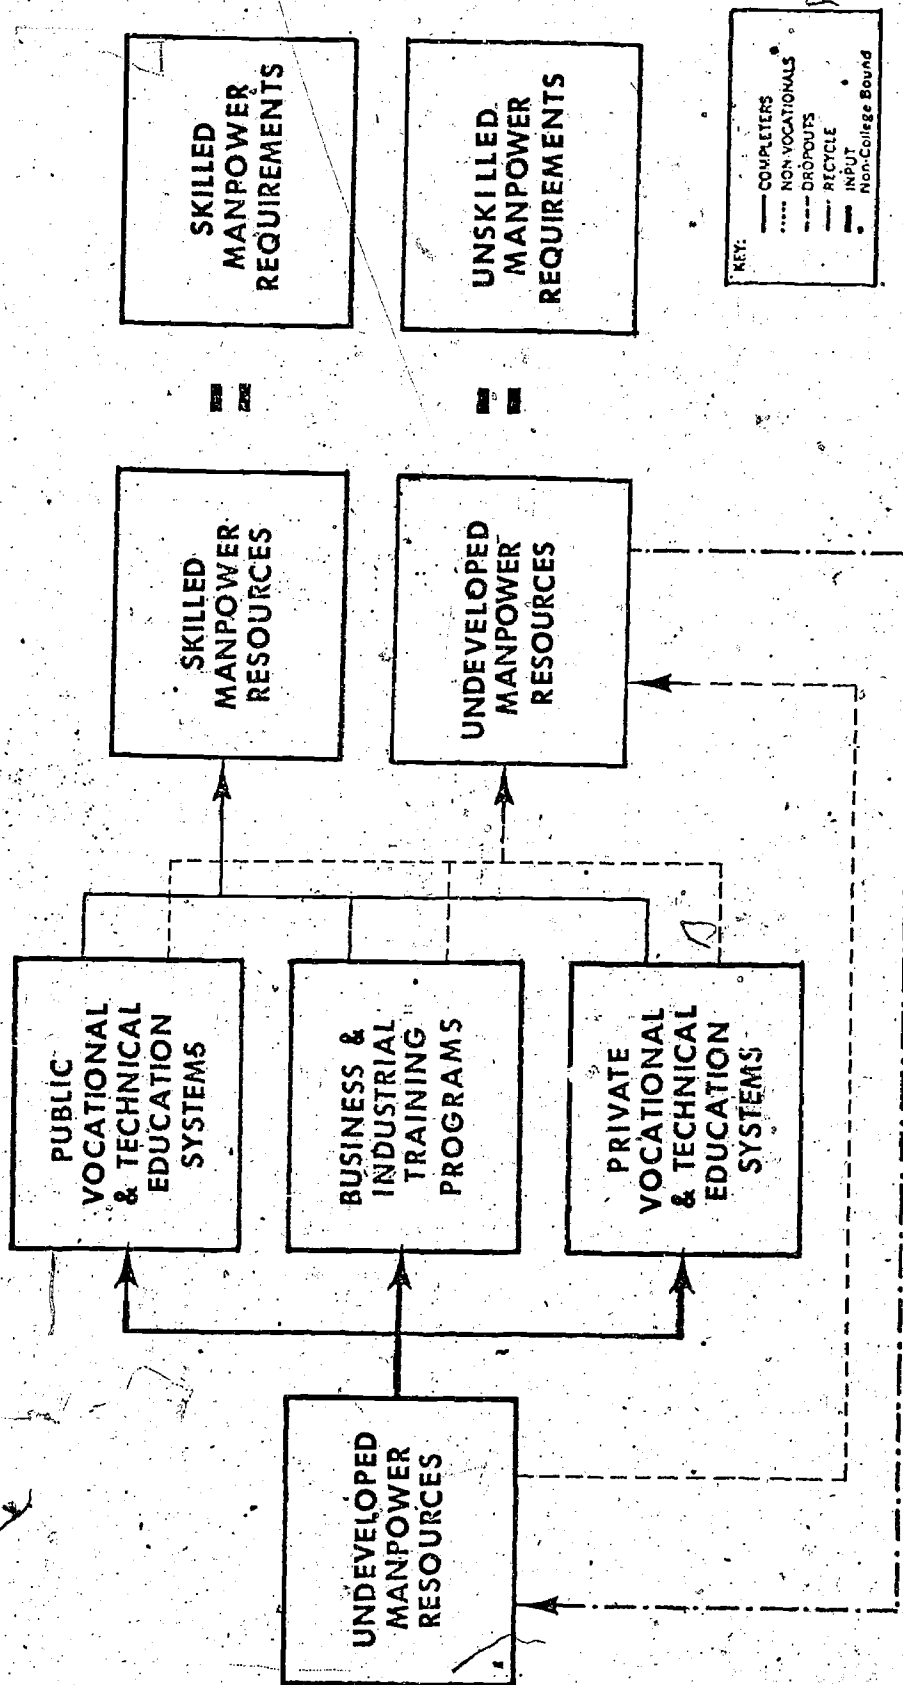 UNDEVELOPED
MANPOWER
RESOURCES
PUBLIC
VOCATIONAL
& TECHNICAL
EDUCATION
SYSTEMS
BUSINESS &
INDUSTRIAL
TRAINING
PROGRAMS
PRIVATE
VOCATIONAL
& TECHNICAL
EDUCATION
SYSTEMS
SKILLED
MANPOWER
RESOURCES
UNDEVELOPED
MANPOWER
RESOURCES
=
=
SKILLED
MANPOWER
REQUIREMENTS
UNSKILLED
MANPOWER
REQUIREMENTS
KEY:
COMPLETERS
NON-VOCATIONALS
DROPOUTS
RECYCLE
INPUT
Non-College Bound